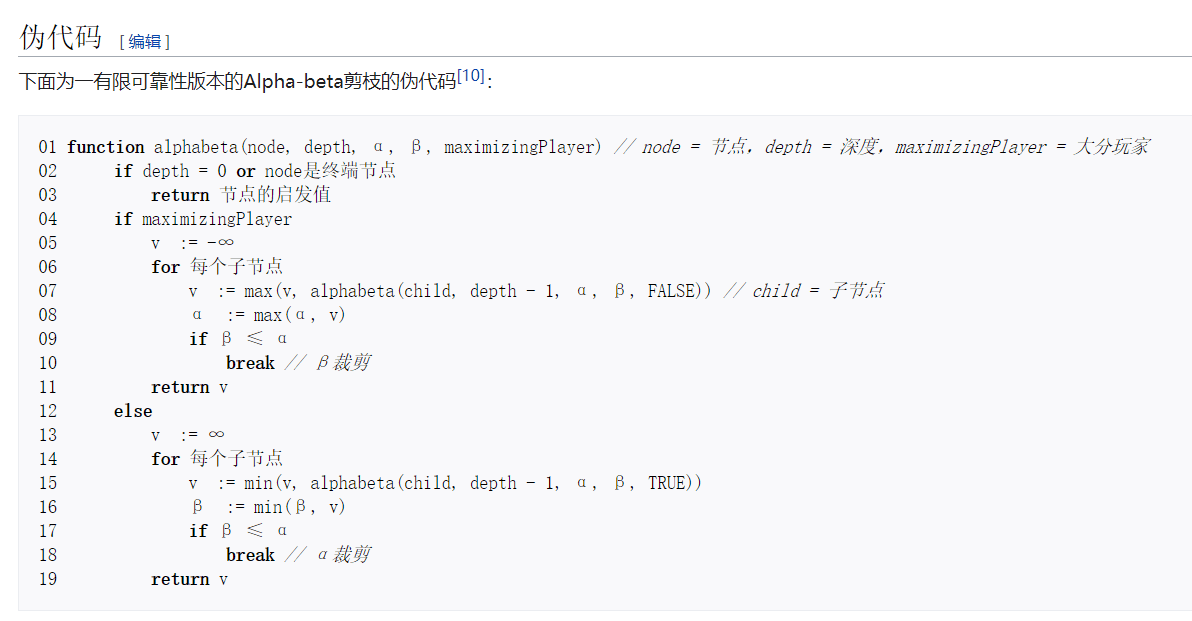 伪代码 [编辑]
下面为一有限可靠性版本的Alpha-beta剪枝的伪代码[10]:
01 function alphabeta(node, depth, α, β, maximizingPlayer) // node = 节点，depth = 深度，maximizingPlayer = 大分玩家
02 if depth = 0 or node是终端节点
03 return 节点的启发值
04 if maximizingPlayer
05 v := -∞
06 for 每个子节点
07 v := max(v, alphabeta(child, depth - 1, α, β, FALSE)) // child = 子节点
08 α := max(α, v)
09 if β ≤ α
10 break // β裁剪
11 return v
12 else
13 v := ∞
14 for 每个子节点
15 v := min(v, alphabeta(child, depth - 1, α, β, TRUE))
16 β := min(β, v)
17 if β ≤ α
18 break // α裁剪
19 return v